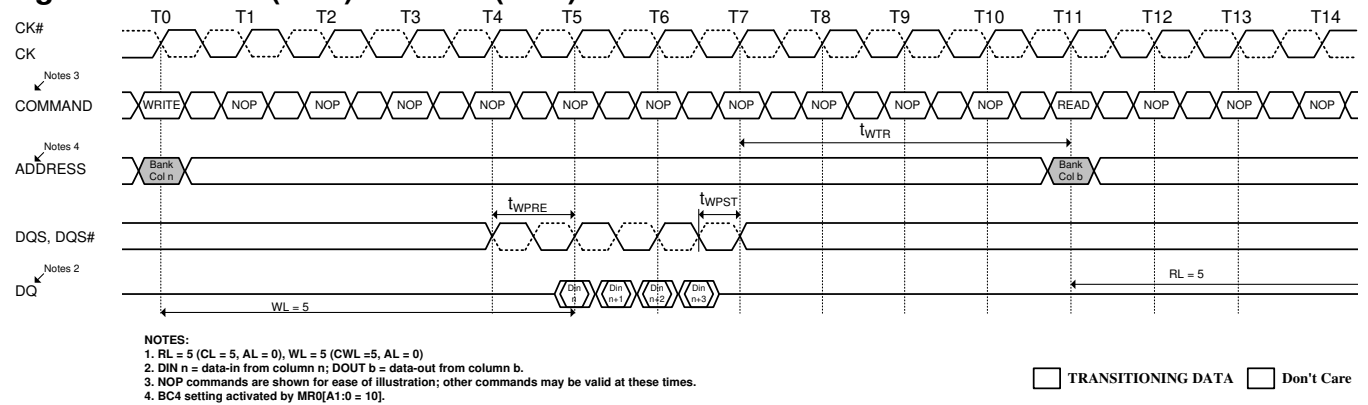 T0 T1 T2 T3 T4 T5 T6 T7 T8 T9 T10 T11 T12 T13 T14
CK#
CK
Notes 3
COMMAND WRITE NOP NOP NOP NOP NOP NOP NOP NOP NOP NOP READ NOP NOP NOP
tWTR
Notes 4
ADDRESS
Bank Bank
Col n Col b
tWPRE tWPST
DQS, DQS#
Notes 2
DQ
Din Din Din Din
n n+1 n+2 n+3
RL = 5
WL = 5
NOTES:
1. RL = 5 (CL = 5, AL = 0), WL = 5 (CWL =5, AL = 0)
2. DIN n = data-in from column n; DOUT b = data-out from column b.
3. NOP commands are shown for ease of illustration; other commands may be valid at these times.
4. BC4 setting activated by MR0[A1:0 = 10].
TRANSITIONING DATA Don't Care